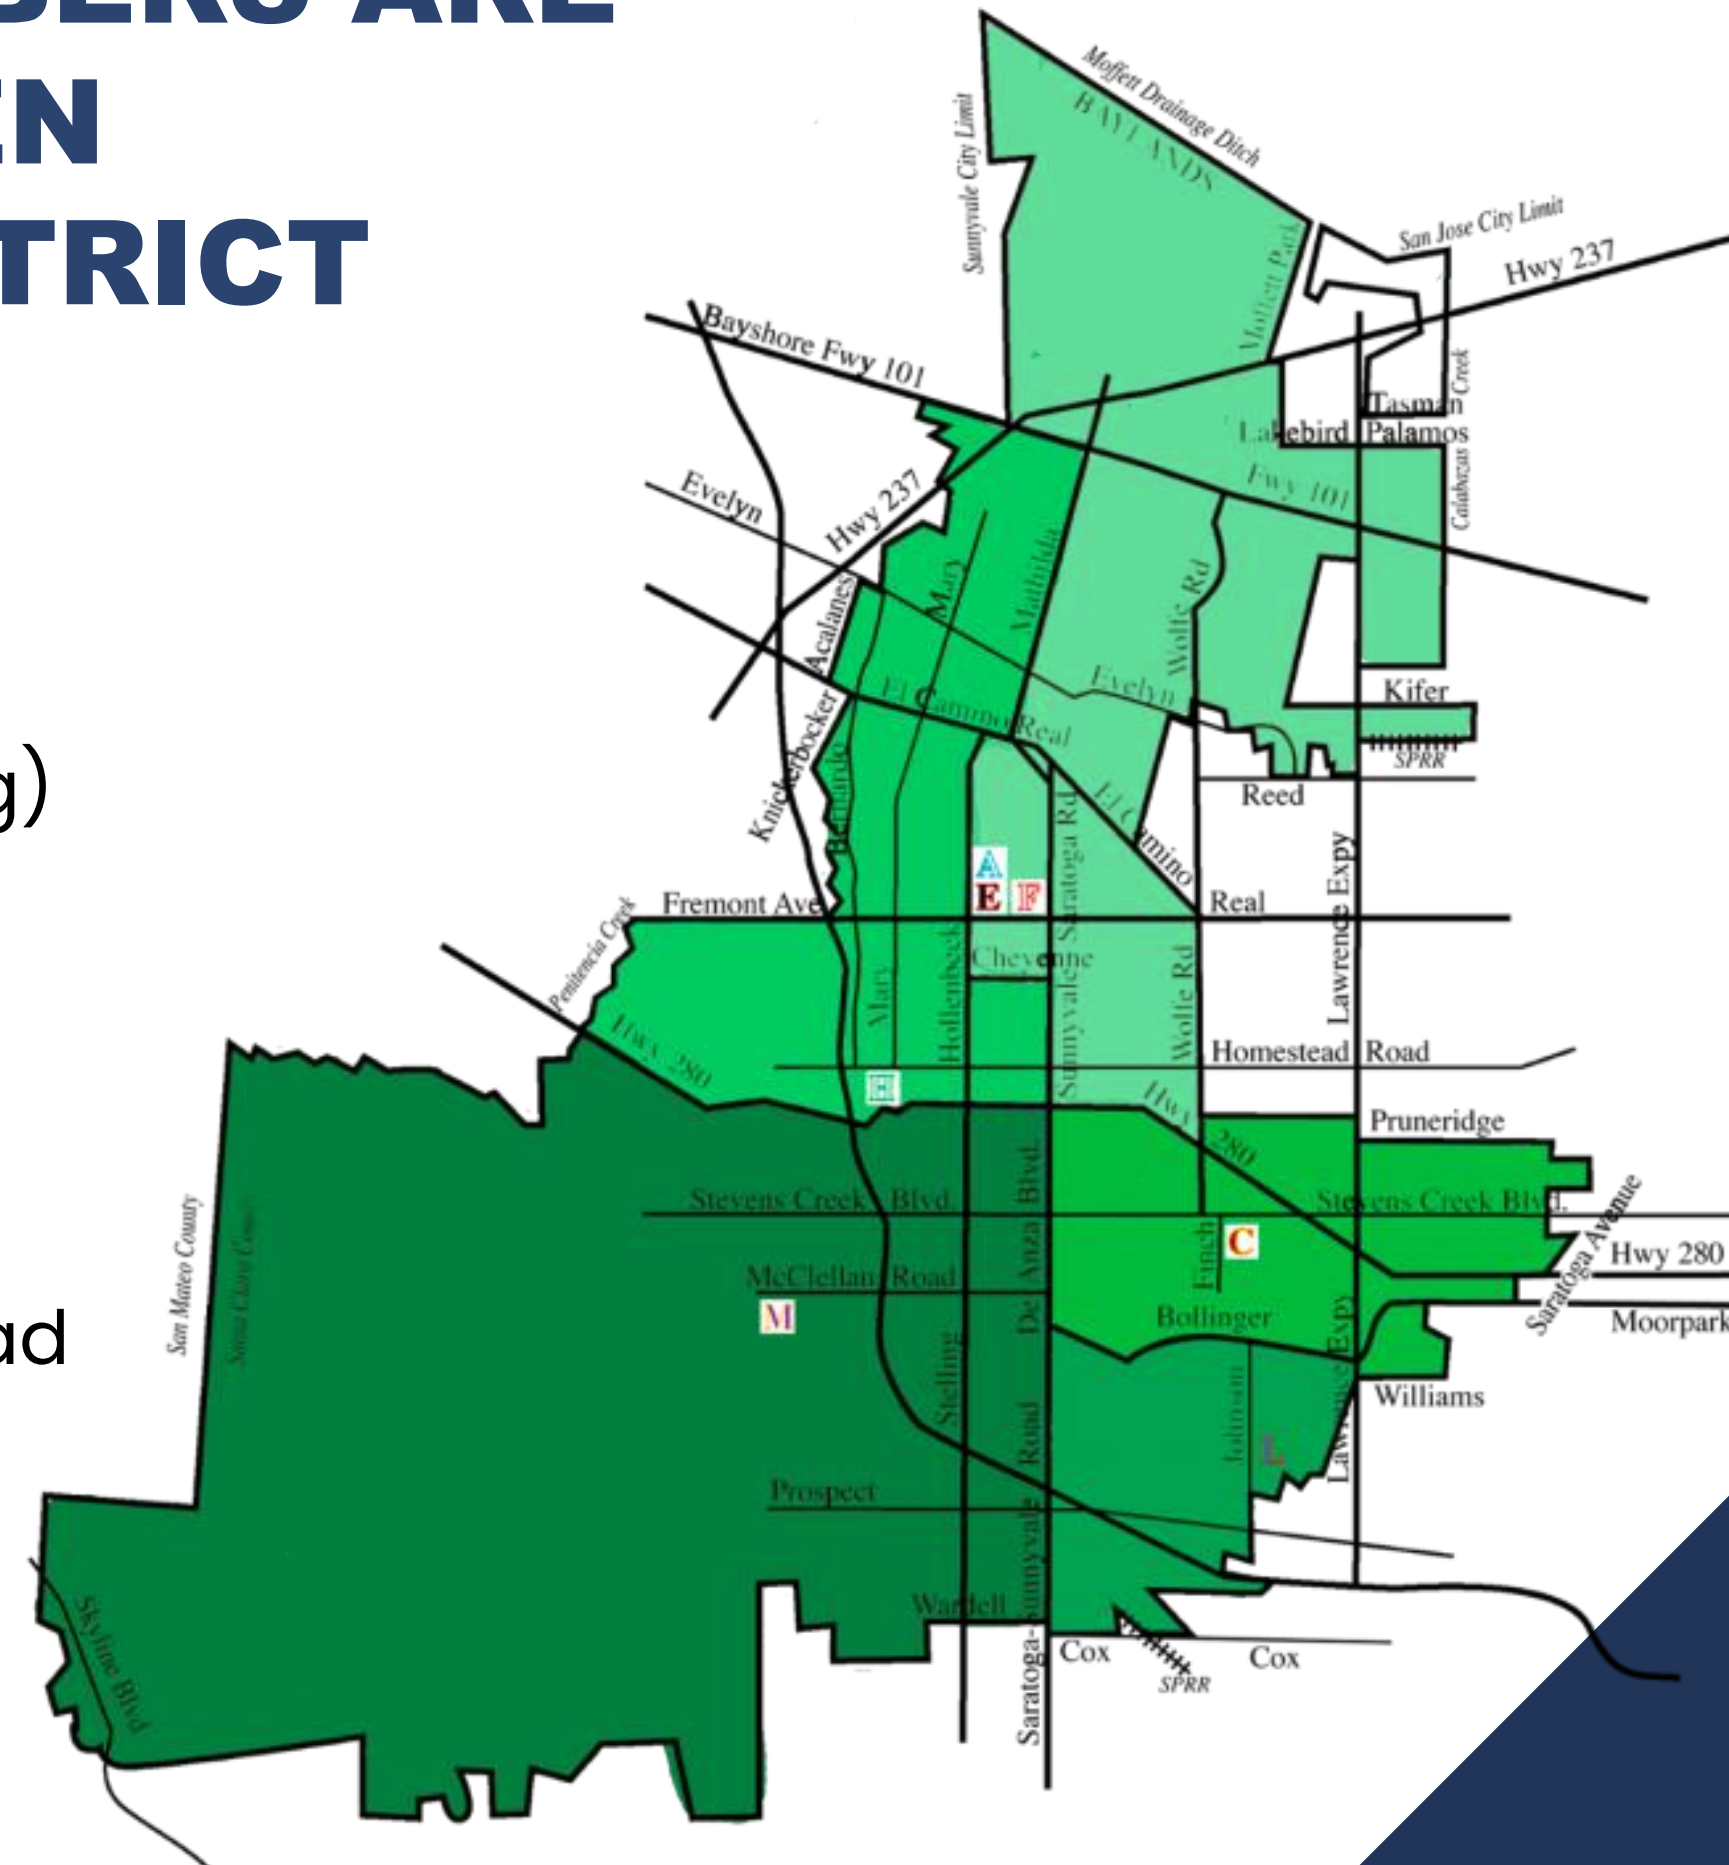 BERS ARE
EN
TRICT
g)
ad
Moffett Drainage Ditch
BAYLANDS
Sunnyvale City Limit
Moffett Park
San Jose City Limit
Hwy 237
Bayshore Fwy 101
Calabazas Creek
Tasman
Lakebird Palamos
Fwy 101
Calabazas
Evelyn
Hwy 237
Mary
Mathilda
Wolfe Rd
Acalanes
Evelyn
Kifer
SPRR
El Camino Real
Knickerbocker
Bernardo
Reed
El Camino
Real
A
E F
Fremont Ave
Sunnyvale Saratoga Rd
Lawrence Expy
Penitencia Creek
Cheyenne
Hollenbeck
Mary
Wolfe Rd
Hwy 280
Homestead Road
H
Hwy 280
Pruneridge
Stevens Creek Blvd.
Stevens Creek Blvd.
Saratoga Avenue
San Mateo County
Santa Clara County
De Anza Blvd.
Finch
C
Hwy 280
McClellan Road
M
Bollinger
Moorpark
Stelling
Johnson
L
Lawrence Expy
Williams
Prospect
Saratoga-Sunnyvale Road
Wardell
Skyline Blvd
Cox
Cox
SPRR